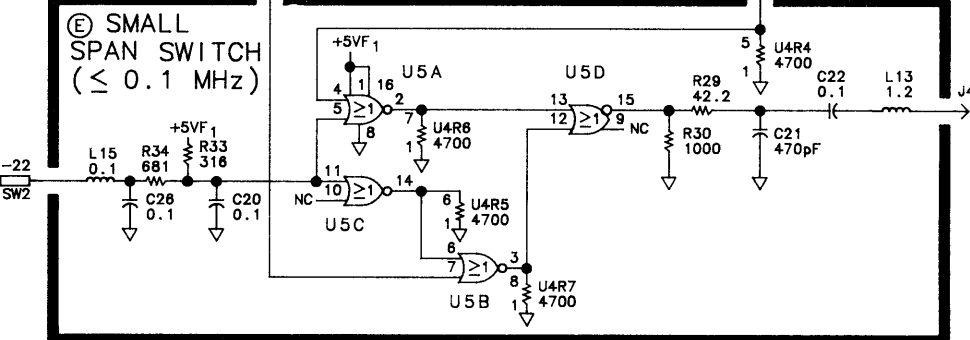 Ⓔ SMALL
SPAN SWITCH
(≤ 0.1 MHz)
+5VF1
U5A
1 16
4
5
≥1
2
8
7
1
U4R6
4700
U5D
13
12
≥1
15
9
NC
5
1
U4R4
4700
R29
42.2
R30
1000
C21
470pF
C22
0.1
L13
1.2
J4
-22
SW2
L15
0.1
R34
681
+5VF1
R33
316
C26
0.1
C20
0.1
11
10
NC
≥1
14
U5C
6
1
U4R5
4700
6
7
≥1
3
U5B
8
1
U4R7
4700